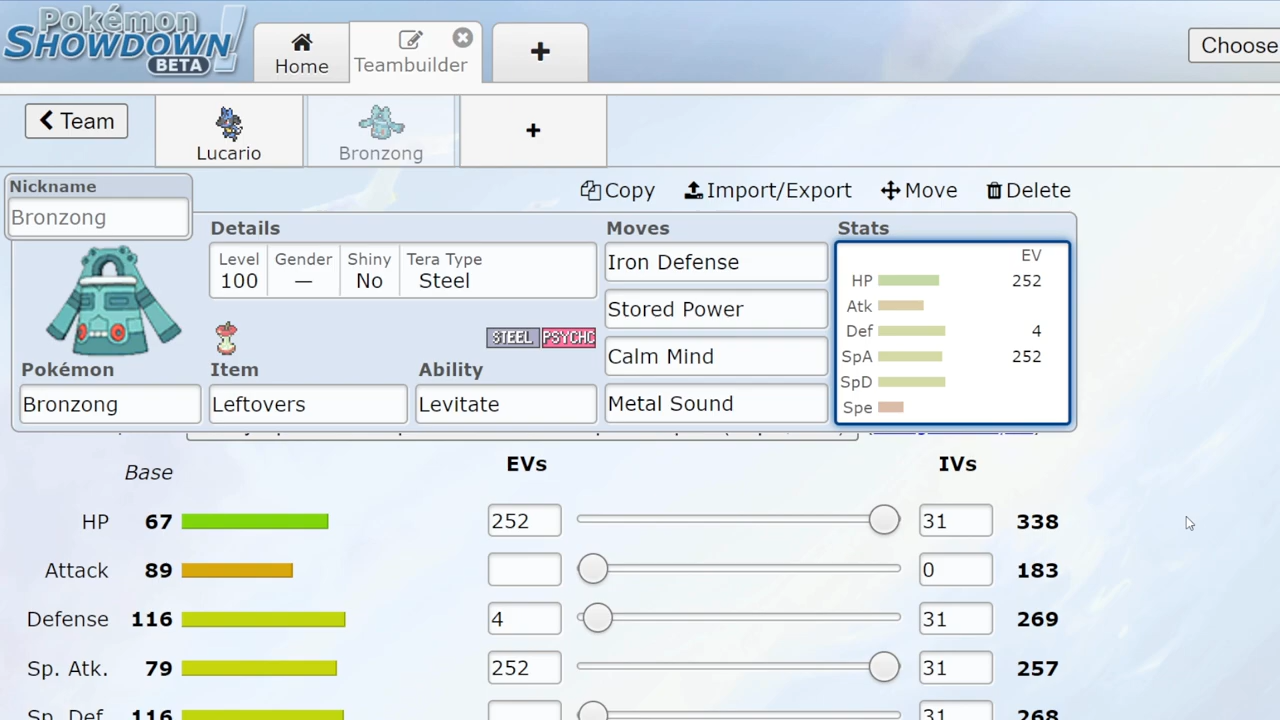 Pokémon
SHOWDOWN!
BETA
Home
Teambuilder
+
Choose
Team
Lucario
Bronzong
+
Nickname
Bronzong
Copy
Import/Export
Move
Delete
Details
Level
100
Gender
—
Shiny
No
Tera Type
Steel
STEEL
PSYCHC
Pokémon
Bronzong
Item
Leftovers
Ability
Levitate
Moves
Iron Defense
Stored Power
Calm Mind
Metal Sound
Stats
EV
HP 252
Atk
Def 4
SpA 252
SpD
Spe
Base EVs IVs
HP 67 252 31 338
Attack 89 0 183
Defense 116 4 31 269
Sp. Atk. 79 252 31 257
Sp. Def. 116 31 268